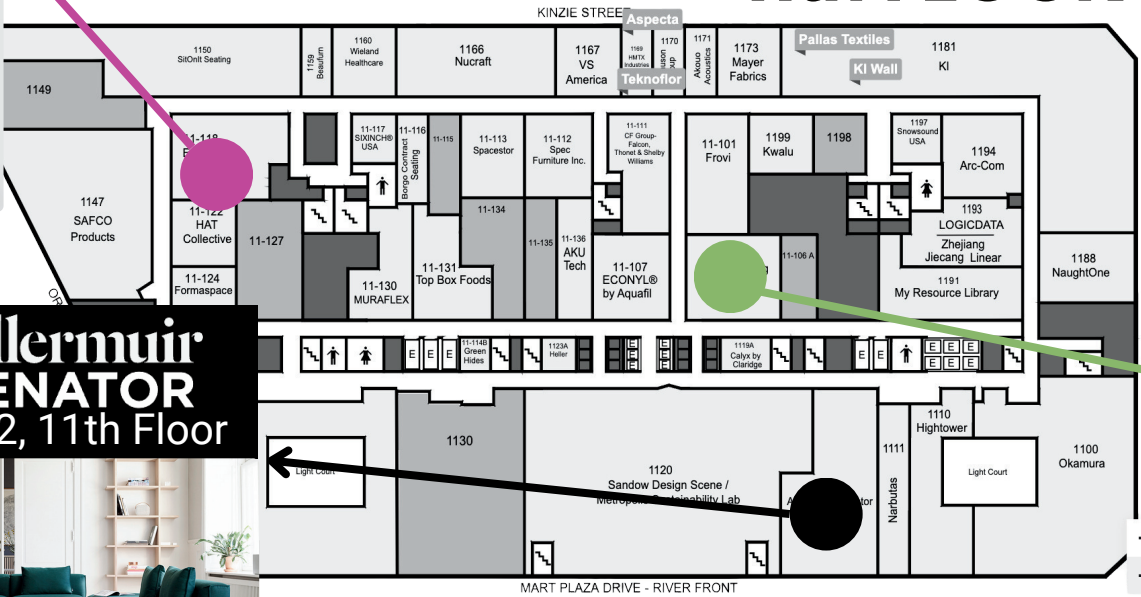 KINZIE STREET
Aspecta
1150
SitOnIt Seating
1159
Beaufurn
1160
Wieland
Healthcare
1166
Nucraft
1167
VS
America
1169
HMTX
Industries
Teknoflor
1170
1171
Akouo
Acoustics
1173
Mayer
Fabrics
Pallas Textiles
KI Wall
1181
KI
1149
11-118
11-117
SIXINCH®
USA
11-116
Borgo Contract
Seating
11-115
11-113
Spacestor
11-112
Spec
Furniture Inc.
11-111
CF Group-
Falcon,
Thonet & Shelby
Williams
11-101
Frovi
1199
Kwalu
1198
1197
Snowsound
USA
1194
Arc-Com
1147
SAFCO
Products
11-122
HAT
Collective
11-127
11-124
Formaspace
11-130
MURAFLEX
11-131
Top Box Foods
11-134
11-135
11-136
AKU
Tech
11-107
ECONYL®
by Aquafil
11-106 A
1193
LOGICDATA
Zhejiang
Jiecang Linear
1191
My Resource Library
1188
NaughtOne
OR
llermuir
ENATOR
2, 11th Floor
E E E
11-114B
Green
Hides
1123A
Heller
E
E
E
E
E
E
1119A
Calyx by
Claridge
E E
E E E
E E E
Light Court
1130
1120
Sandow Design Scene /
Metropolis Sustainability Lab
1111
Narbutas
1110
Hightower
Light Court
1100
Okamura
MART PLAZA DRIVE - RIVER FRONT